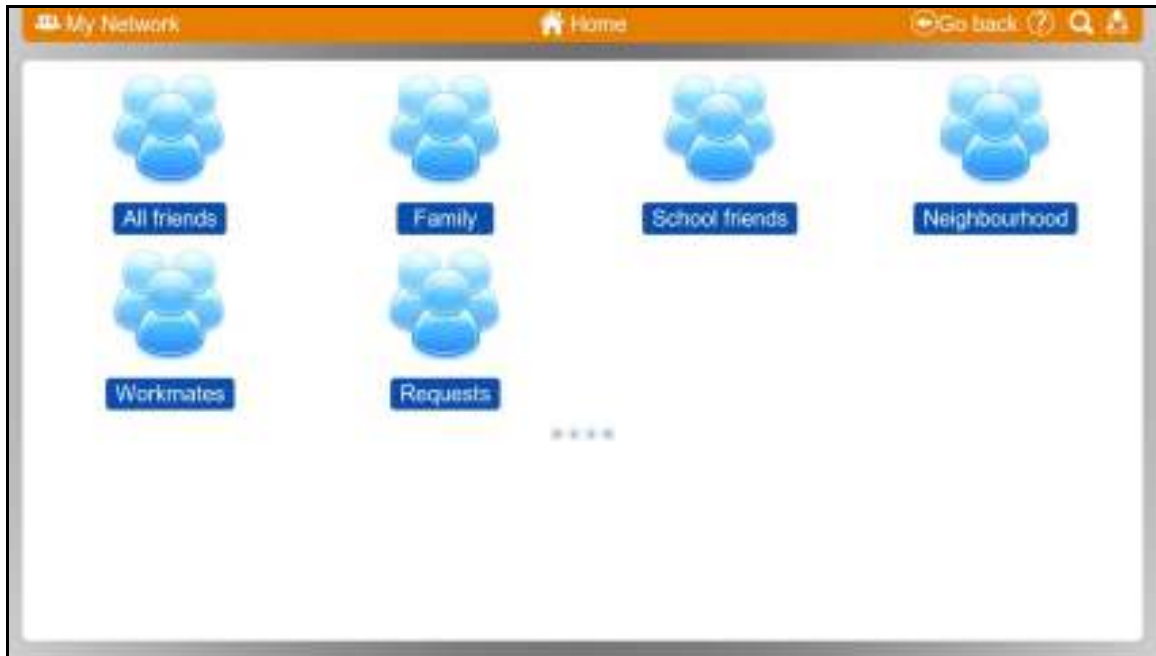 My Network Home Go back ?
All friends Family School friends Neighbourhood
Workmates Requests